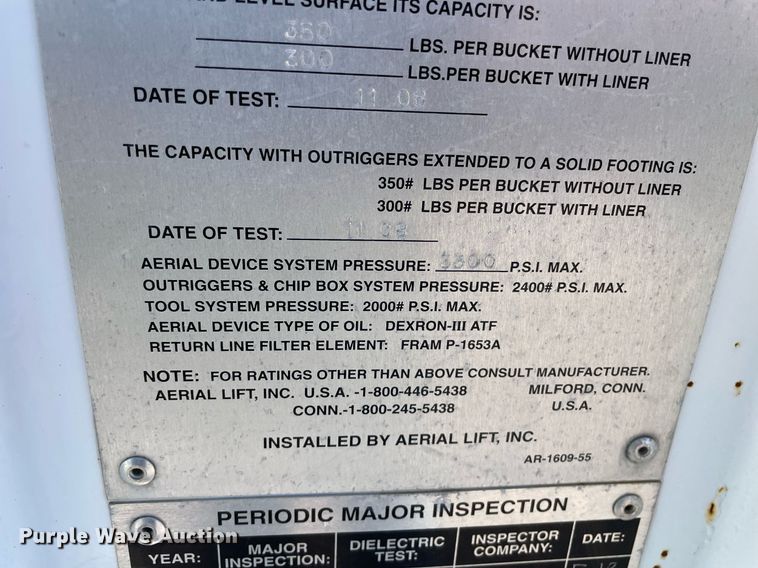 AND LEVEL SURFACE ITS CAPACITY IS:
350 LBS. PER BUCKET WITHOUT LINER
300 LBS.PER BUCKET WITH LINER
DATE OF TEST: 11 08
THE CAPACITY WITH OUTRIGGERS EXTENDED TO A SOLID FOOTING IS:
350# LBS PER BUCKET WITHOUT LINER
300# LBS PER BUCKET WITH LINER
DATE OF TEST: 11 08
AERIAL DEVICE SYSTEM PRESSURE: 3300 P.S.I. MAX.
OUTRIGGERS & CHIP BOX SYSTEM PRESSURE: 2400# P.S.I. MAX.
TOOL SYSTEM PRESSURE: 2000# P.S.I. MAX.
AERIAL DEVICE TYPE OF OIL: DEXRON-III ATF
RETURN LINE FILTER ELEMENT: FRAM P-1653A
NOTE: FOR RATINGS OTHER THAN ABOVE CONSULT MANUFACTURER.
AERIAL LIFT, INC. U.S.A. -1-800-446-5438 MILFORD, CONN.
CONN.-1-800-245-5438 U.S.A.
INSTALLED BY AERIAL LIFT, INC.
AR-1609-55
PERIODIC MAJOR INSPECTION
YEAR: MAJOR INSPECTION: DIELECTRIC TEST: INSPECTOR COMPANY: DATE:
Purple Wave Auction